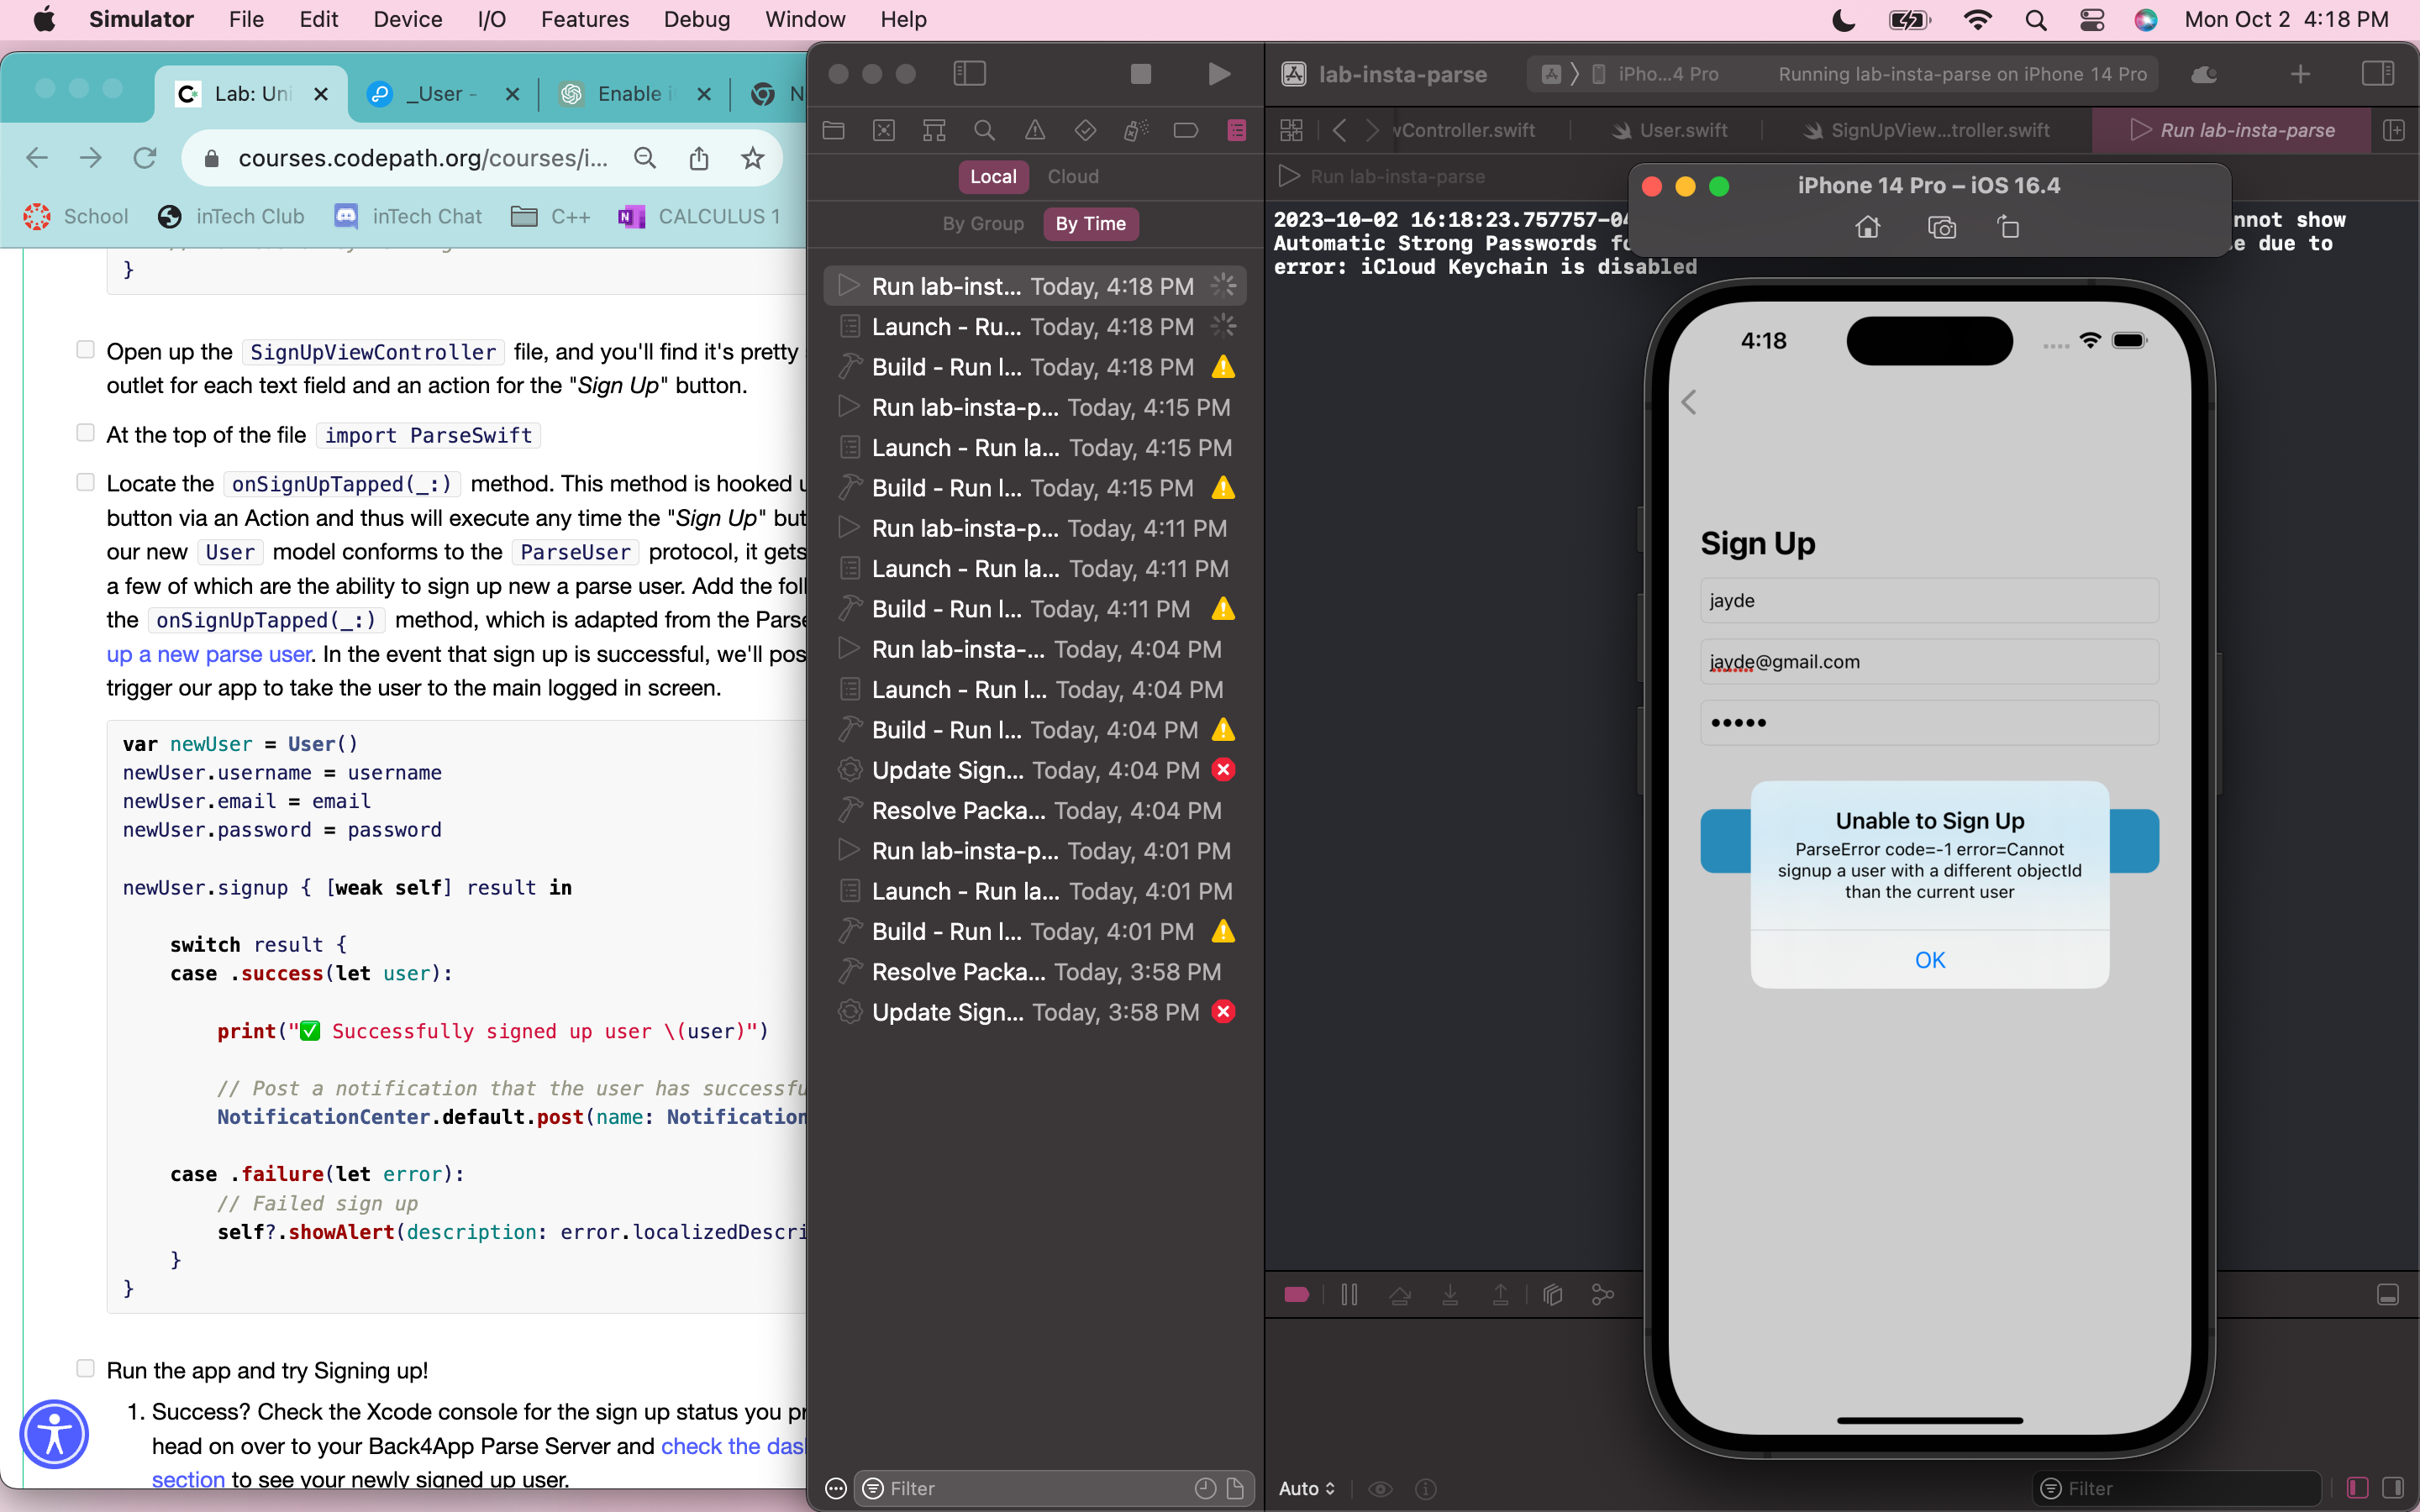 Simulator File Edit Device I/O Features Debug Window Help Mon Oct 2 4:18 PM
Lab: Uni _User - Enable i N
courses.codepath.org/courses/i...
School inTech Club inTech Chat C++ CALCULUS 1
}
Open up the SignUpViewController file, and you'll find it's pretty
outlet for each text field and an action for the "Sign Up" button.
At the top of the file import ParseSwift
Locate the onSignUpTapped(_:) method. This method is hooked u
button via an Action and thus will execute any time the "Sign Up" but
our new User model conforms to the ParseUser protocol, it gets
a few of which are the ability to sign up new a parse user. Add the foll
the onSignUpTapped(_:) method, which is adapted from the Parse
up a new parse user. In the event that sign up is successful, we'll pos
trigger our app to take the user to the main logged in screen.
var newUser = User()
newUser.username = username
newUser.email = email
newUser.password = password
newUser.signup { [weak self] result in
switch result {
case .success(let user):
print("✅ Successfully signed up user \(user)")
// Post a notification that the user has successfu
NotificationCenter.default.post(name: Notification
case .failure(let error):
// Failed sign up
self?.showAlert(description: error.localizedDescri
}
}
Run the app and try Signing up!
1. Success? Check the Xcode console for the sign up status you pr
head on over to your Back4App Parse Server and check the das
section to see your newly signed up user.
Local Cloud
By Group By Time
Run lab-inst... Today, 4:18 PM
Launch - Ru... Today, 4:18 PM
Build - Run l... Today, 4:18 PM
Run lab-insta-p... Today, 4:15 PM
Launch - Run la... Today, 4:15 PM
Build - Run l... Today, 4:15 PM
Run lab-insta-p... Today, 4:11 PM
Launch - Run la... Today, 4:11 PM
Build - Run l... Today, 4:11 PM
Run lab-insta-... Today, 4:04 PM
Launch - Run l... Today, 4:04 PM
Build - Run l... Today, 4:04 PM
Update Sign... Today, 4:04 PM
Resolve Packa... Today, 4:04 PM
Run lab-insta-p... Today, 4:01 PM
Launch - Run la... Today, 4:01 PM
Build - Run l... Today, 4:01 PM
Resolve Packa... Today, 3:58 PM
Update Sign... Today, 3:58 PM
Filter
lab-insta-parse iPho...4 Pro Running lab-insta-parse on iPhone 14 Pro
vController.swift User.swift SignUpView...troller.swift Run lab-insta-parse
Run lab-insta-parse
2023-10-02 16:18:23.757757-04 nnot show
Automatic Strong Passwords fo e due to
error: iCloud Keychain is disabled
iPhone 14 Pro – iOS 16.4
4:18
Sign Up
jayde
jayde@gmail.com
Unable to Sign Up
ParseError code=-1 error=Cannot
signup a user with a different objectId
than the current user
OK
Auto Filter